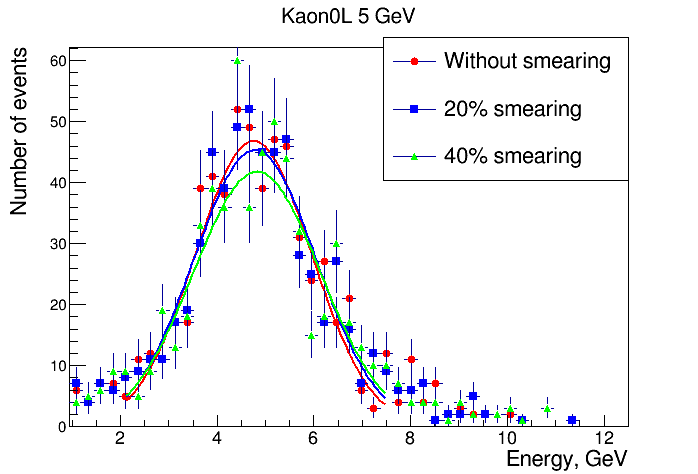 Kaon0L 5 GeV
Number of events
60
50
40
30
20
10
0
Without smearing
20% smearing
40% smearing
2 4 6 8 10 12
Energy, GeV